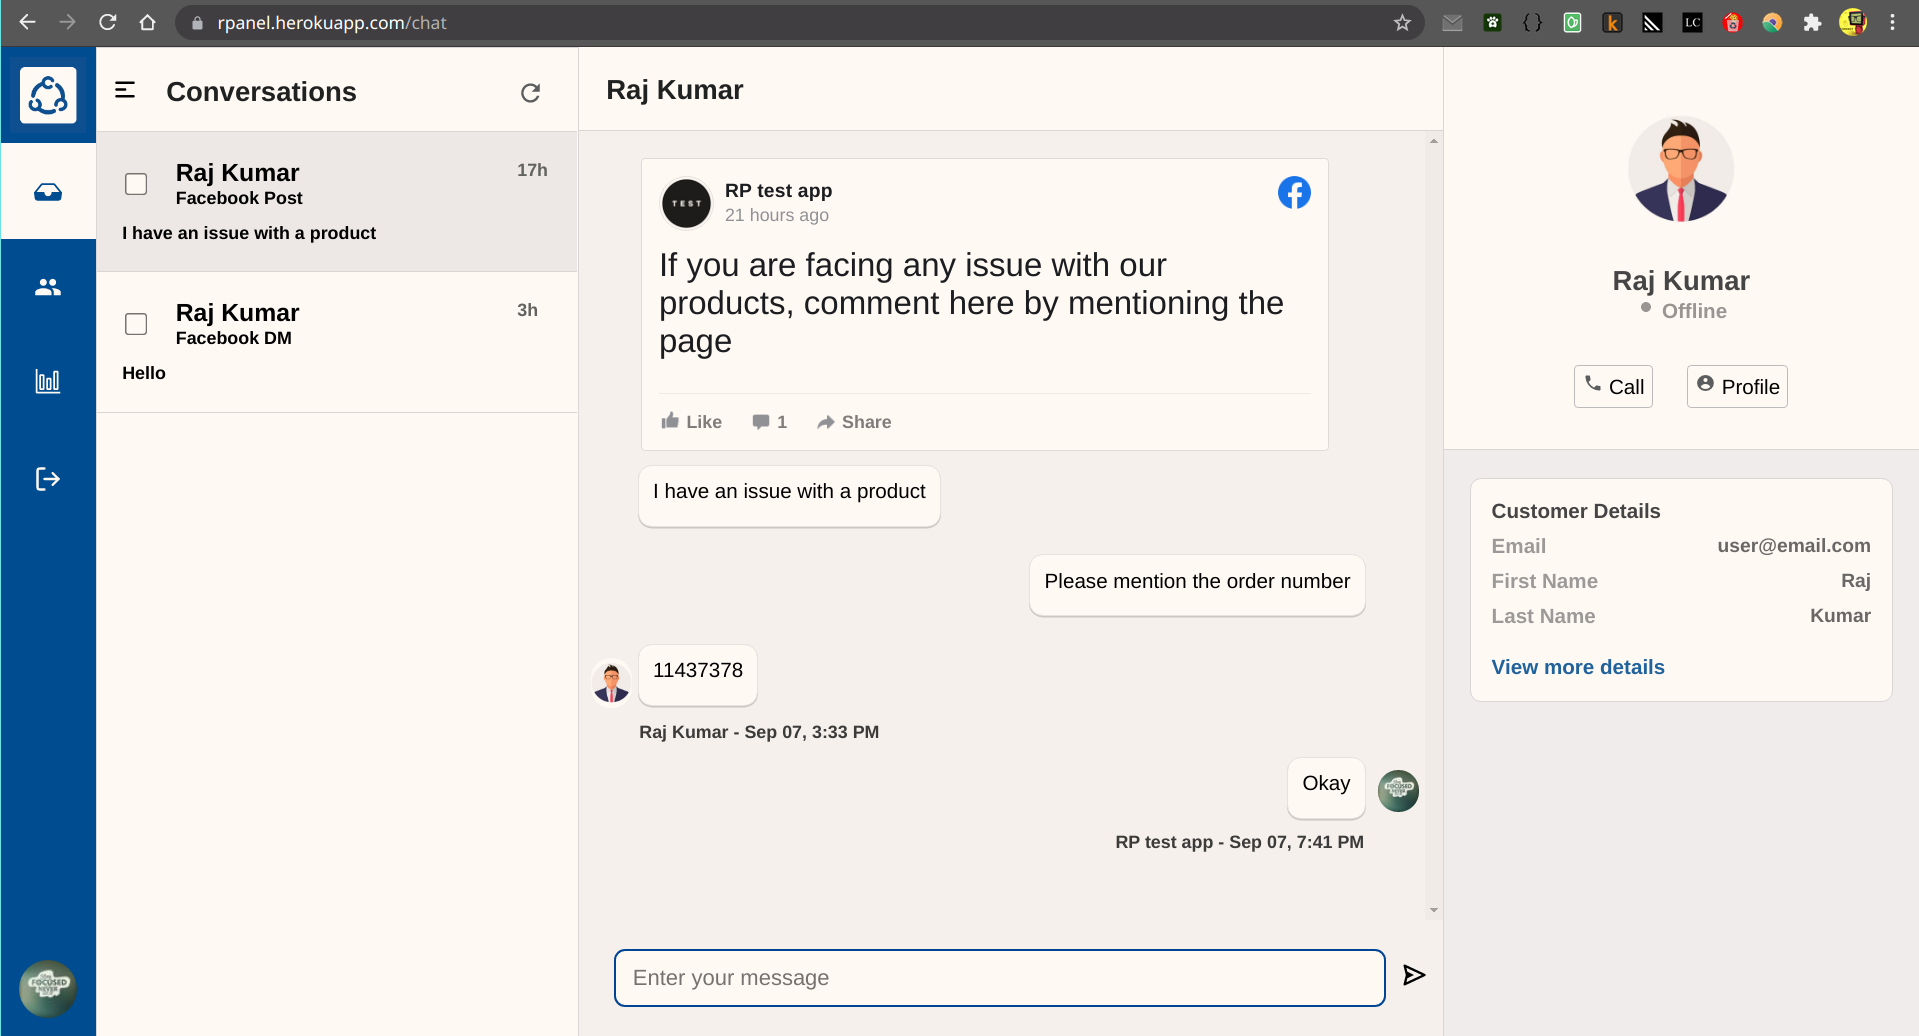 rpanel.herokuapp.com/chat
LC
Conversations
Raj Kumar
17h
Facebook Post
I have an issue with a product
Raj Kumar
3h
Facebook DM
Hello
Raj Kumar
TEST
RP test app
21 hours ago
If you are facing any issue with our
products, comment here by mentioning the
page
Like
1
Share
I have an issue with a product
Please mention the order number
11437378
Raj Kumar - Sep 07, 3:33 PM
Okay
FOCUSED
RP test app - Sep 07, 7:41 PM
Enter your message
Raj Kumar
Offline
Call
Profile
Customer Details
Email
user@email.com
First Name
Raj
Last Name
Kumar
View more details
FOCUSED
NEVER